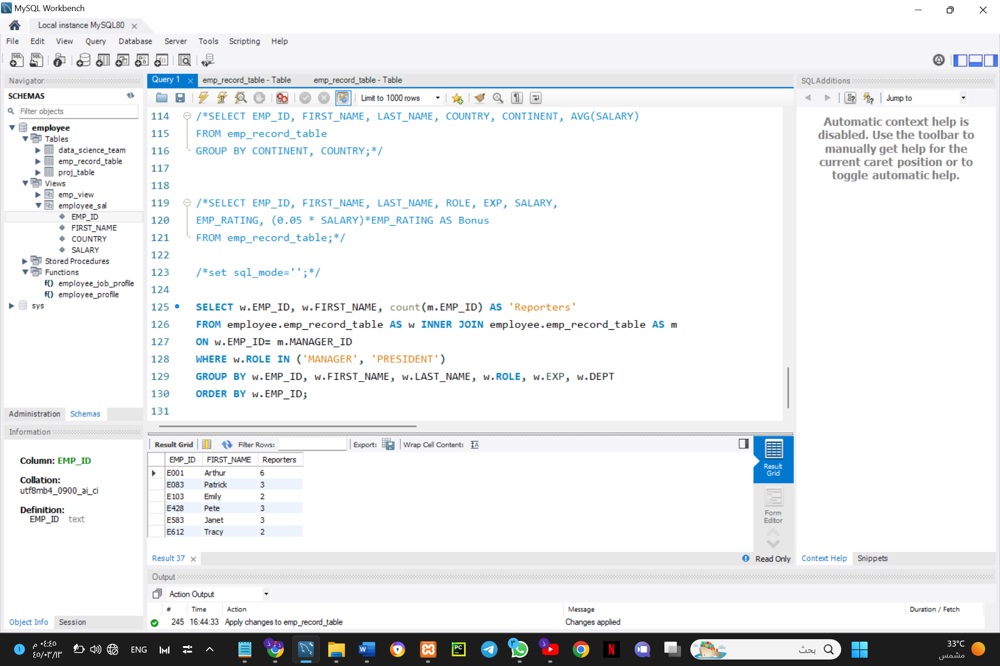 MySQL Workbench
Local instance MySQL80
File Edit View Query Database Server Tools Scripting Help
Navigator
SCHEMAS
Filter objects
employee
Tables
data_science_team
emp_record_table
proj_table
Views
emp_view
employee_sal
EMP_ID
FIRST_NAME
COUNTRY
SALARY
Stored Procedures
Functions
f() employee_job_profile
f() employee_profile
sys
Administration Schemas
Information
Column: EMP_ID
Collation:
utf8mb4_0900_ai_ci
Definition:
EMP_ID text
Object Info Session
Query 1 emp_record_table - Table emp_record_table - Table
Limit to 1000 rows
114 /*SELECT EMP_ID, FIRST_NAME, LAST_NAME, COUNTRY, CONTINENT, AVG(SALARY)
115 FROM emp_record_table
116 GROUP BY CONTINENT, COUNTRY;*/
117
118
119 /*SELECT EMP_ID, FIRST_NAME, LAST_NAME, ROLE, EXP, SALARY,
120 EMP_RATING, (0.05 * SALARY)*EMP_RATING AS Bonus
121 FROM emp_record_table;*/
122
123 /*set sql_mode='';*/
124
125 SELECT w.EMP_ID, w.FIRST_NAME, count(m.EMP_ID) AS 'Reporters'
126 FROM employee.emp_record_table AS w INNER JOIN employee.emp_record_table AS m
127 ON w.EMP_ID= m.MANAGER_ID
128 WHERE w.ROLE IN ('MANAGER', 'PRESIDENT')
129 GROUP BY w.EMP_ID, w.FIRST_NAME, w.LAST_NAME, w.ROLE, w.EXP, w.DEPT
130 ORDER BY w.EMP_ID;
131
Result Grid Filter Rows: Export: Wrap Cell Content:
EMP_ID FIRST_NAME Reporters
E001 Arthur 6
E083 Patrick 3
E103 Emily 2
E428 Pete 3
E583 Janet 3
E612 Tracy 2
Result Grid
Form Editor
Result 37 Read Only
SQLAdditions
Jump to
Automatic context help is
disabled. Use the toolbar to
manually get help for the
current caret position or to
toggle automatic help.
Context Help Snippets
Output
Action Output
# Time Action Message Duration / Fetch
245 16:44:33 Apply changes to emp_record_table Changes applied
٠٤:٤٥ م
٤٥/٠٣/١٣
ENG
بحث
33°C
مشمس